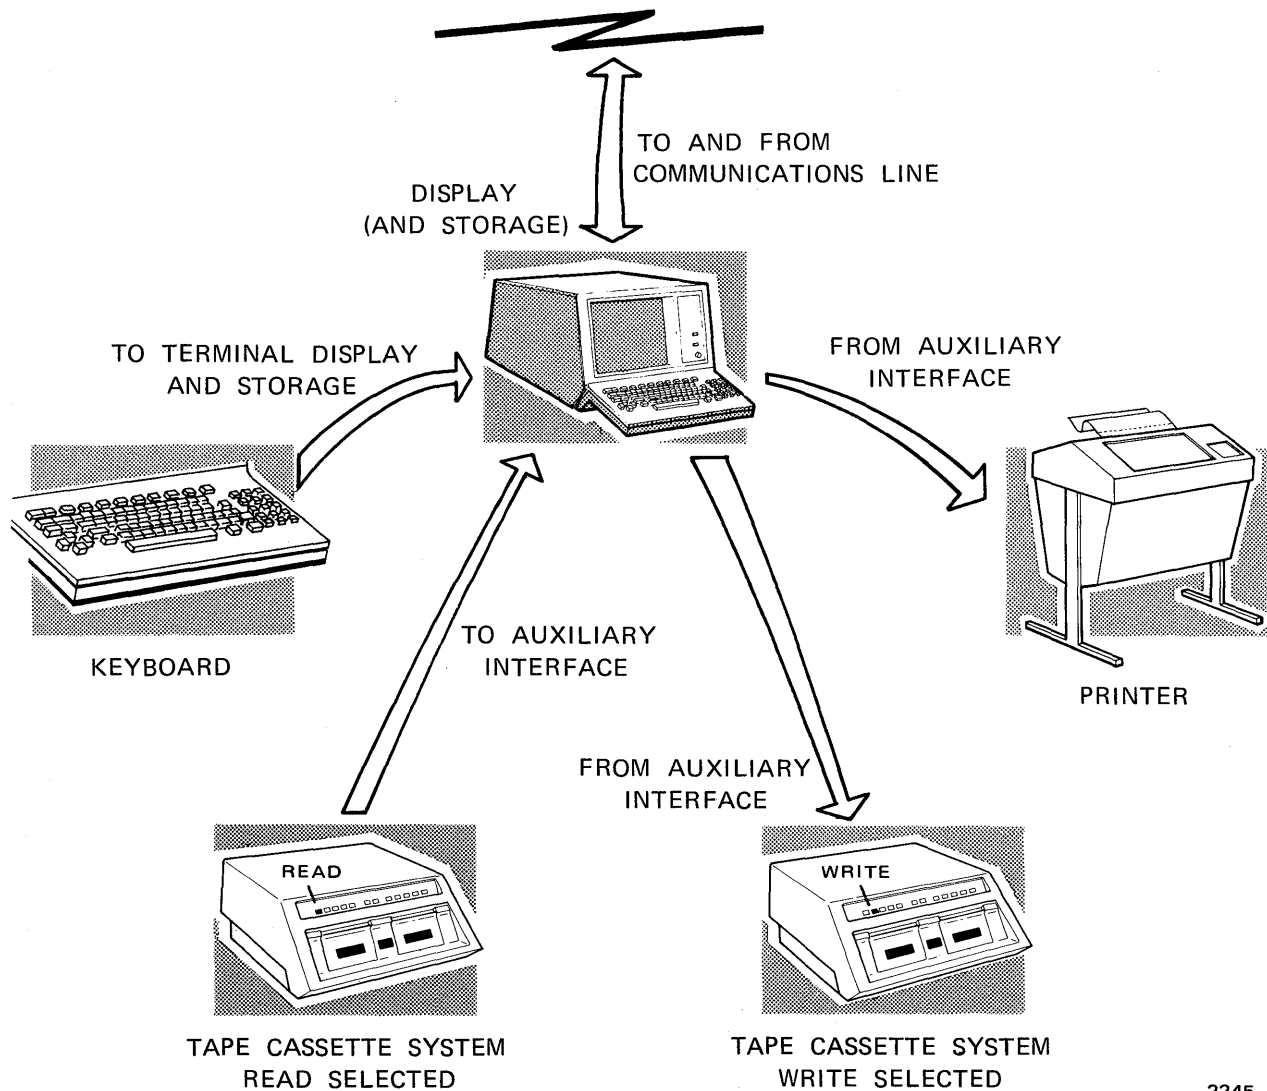 TO AND FROM
COMMUNICATIONS LINE
DISPLAY
(AND STORAGE)
TO TERMINAL DISPLAY
AND STORAGE
FROM AUXILIARY
INTERFACE
KEYBOARD
TO AUXILIARY
INTERFACE
PRINTER
FROM AUXILIARY
INTERFACE
READ
WRITE
TAPE CASSETTE SYSTEM
READ SELECTED
TAPE CASSETTE SYSTEM
WRITE SELECTED
2245